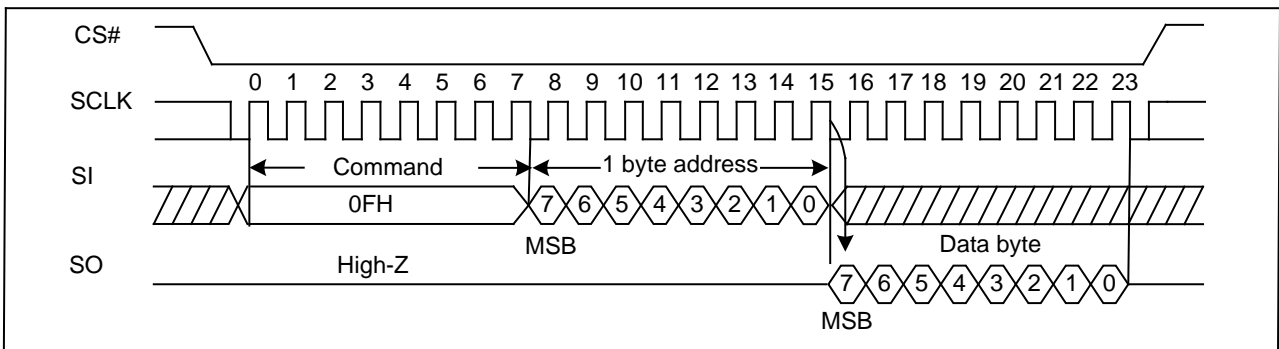 CS#
0 1 2 3 4 5 6 7 8 9 10 11 12 13 14 15 16 17 18 19 20 21 22 23
SCLK
Command 1 byte address
SI
0FH 7 6 5 4 3 2 1 0
MSB Data byte
SO High-Z
7 6 5 4 3 2 1 0
MSB